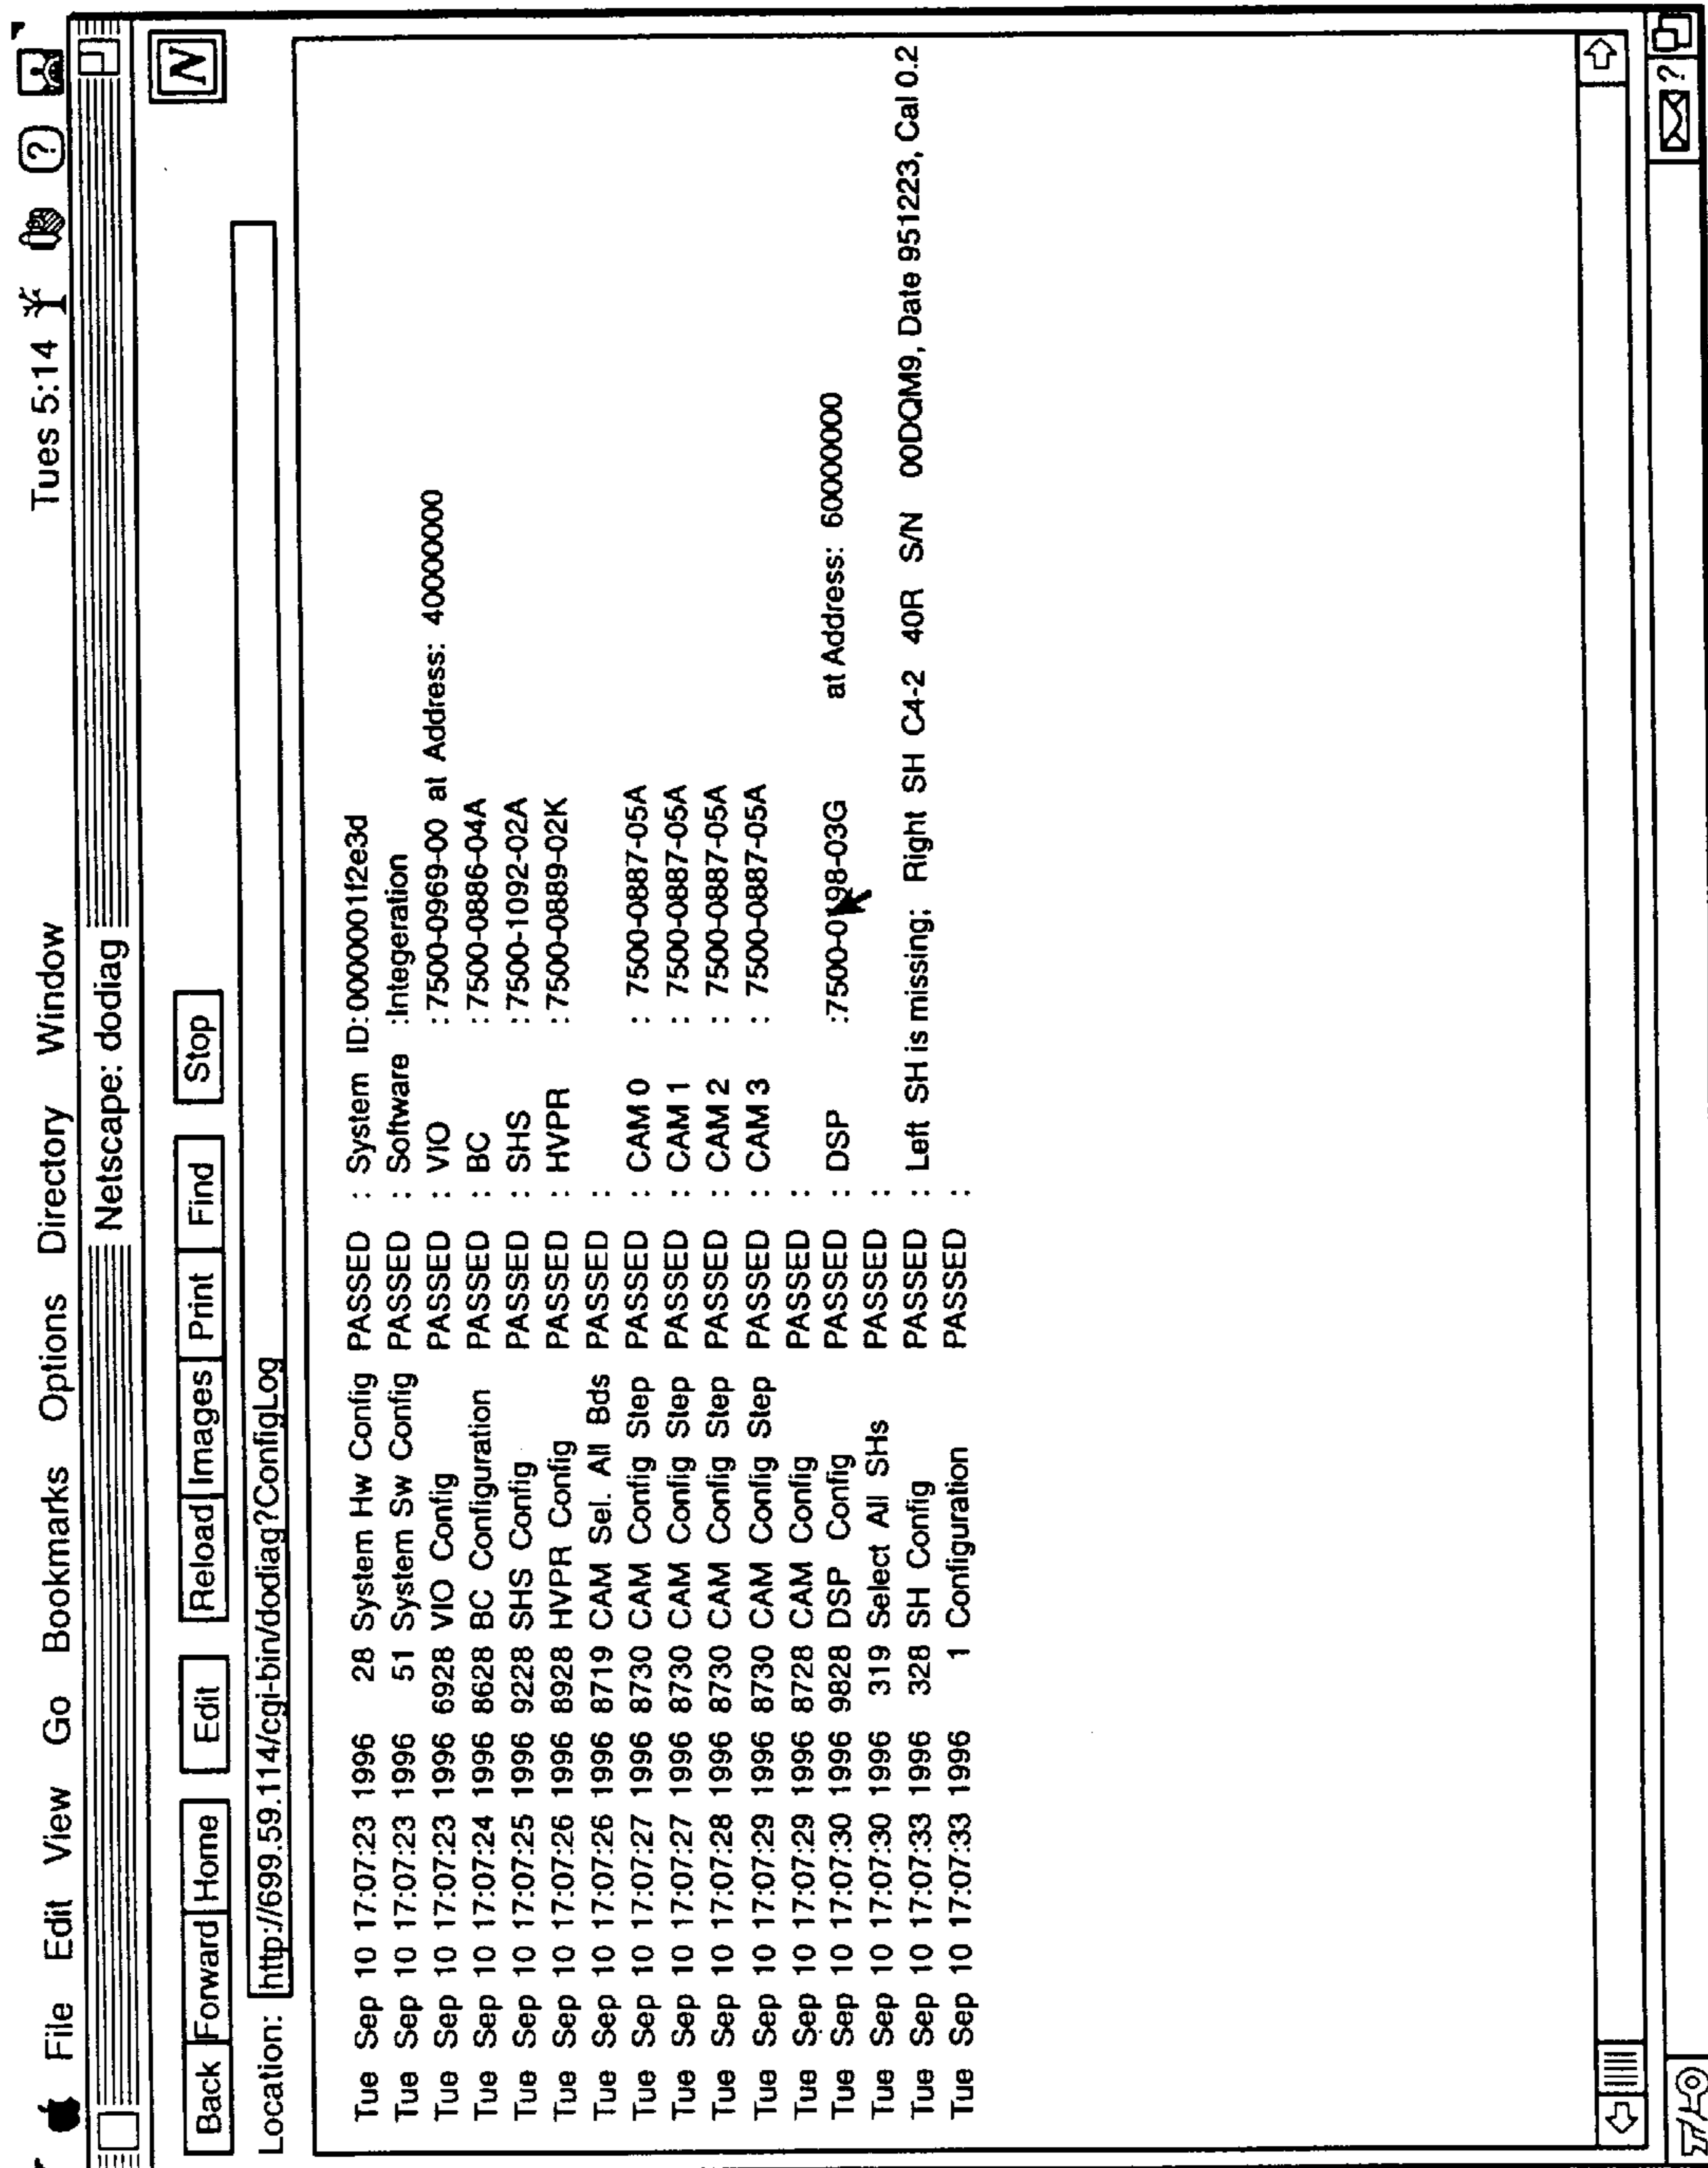 File Edit View Go Bookmarks Options Directory Window Tues 5:14 ?
Netscape: dodiag
Back Forward Home Edit Reload Images Print Find Stop N
Location: http://699.59.114/cgi-bin/dodiag?ConfigLog
Tue Sep 10 17:07:23 1996 28 System Hw Config PASSED : System ID:000001f2e3d
Tue Sep 10 17:07:23 1996 51 System Sw Config PASSED : Software :Integeration
Tue Sep 10 17:07:23 1996 6928 VIO Config PASSED : VIO : 7500-0969-00 at Address: 40000000
Tue Sep 10 17:07:24 1996 8628 BC Configuration PASSED : BC : 7500-0886-04A
Tue Sep 10 17:07:25 1996 9228 SHS Config PASSED : SHS : 7500-1092-02A
Tue Sep 10 17:07:26 1996 8928 HVPR Config PASSED : HVPR : 7500-0889-02K
Tue Sep 10 17:07:26 1996 8719 CAM Sel. All Bds PASSED :
Tue Sep 10 17:07:27 1996 8730 CAM Config Step PASSED : CAM 0 : 7500-0887-05A
Tue Sep 10 17:07:27 1996 8730 CAM Config Step PASSED : CAM 1 : 7500-0887-05A
Tue Sep 10 17:07:28 1996 8730 CAM Config Step PASSED : CAM 2 : 7500-0887-05A
Tue Sep 10 17:07:29 1996 8730 CAM Config Step PASSED : CAM 3 : 7500-0887-05A
Tue Sep 10 17:07:29 1996 8728 CAM Config PASSED :
Tue Sep 10 17:07:30 1996 9828 DSP Config PASSED : DSP :7500-0198-03G at Address: 60000000
Tue Sep 10 17:07:30 1996 319 Select All SHs PASSED :
Tue Sep 10 17:07:33 1996 328 SH Config PASSED : Left SH is missing; Right SH C4-2 40R S/N 00DQM9, Date 951223, Cal 0.2
Tue Sep 10 17:07:33 1996 1 Configuration PASSED :
?